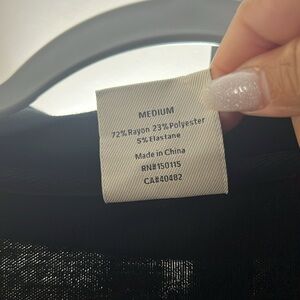 MEDIUM
72% Rayon 23% Polyester
5% Elastane
Made in China
RN#150115
CA#40482